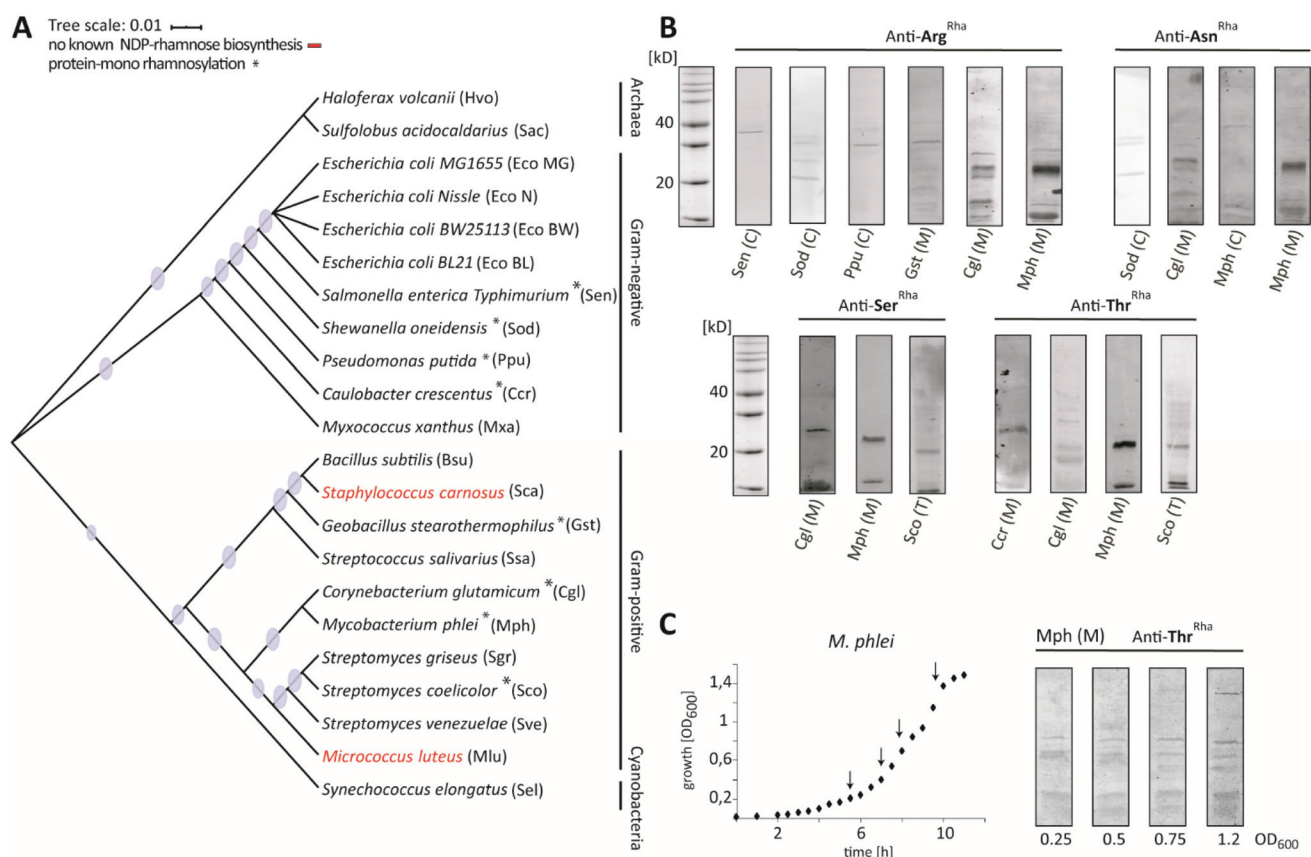 A
Tree scale: 0.01
no known NDP-rhamnose biosynthesis
protein-mono rhamnosylation *
Haloferax volcanii (Hvo)
Sulfolobus acidocaldarius (Sac)
Escherichia coli MG1655 (Eco MG)
Escherichia coli Nissle (Eco N)
Escherichia coli BW25113 (Eco BW)
Escherichia coli BL21 (Eco BL)
Salmonella enterica Typhimurium * (Sen)
Shewanella oneidensis * (Sod)
Pseudomonas putida * (Ppu)
Caulobacter crescentus * (Ccr)
Myxococcus xanthus (Mxa)
Bacillus subtilis (Bsu)
Staphylococcus carnosus (Sca)
Geobacillus stearothermophilus * (Gst)
Streptococcus salivarius (Ssa)
Corynebacterium glutamicum * (Cgl)
Mycobacterium phlei * (Mph)
Streptomyces griseus (Sgr)
Streptomyces coelicolor * (Sco)
Streptomyces venezuelae (Sve)
Micrococcus luteus (Mlu)
Synechococcus elongatus (Sel)
Archaea
Gram-negative
Gram-positive
Cyanobacteria
B
Anti-Arg Rha
Anti-Asn Rha
[kD]
40
20
Sen (C)
Sod (C)
Ppu (C)
Gst (M)
Cgl (M)
Mph (M)
Sod (C)
Cgl (M)
Mph (C)
Mph (M)
Anti-Ser Rha
Anti-Thr Rha
[kD]
40
20
Cgl (M)
Mph (M)
Sco (T)
Ccr (M)
Cgl (M)
Mph (M)
Sco (T)
C
M. phlei
growth [OD600]
1,4
1
0,6
0,2
2 6 10
time [h]
Mph (M) Anti-Thr Rha
0.25 0.5 0.75 1.2 OD600